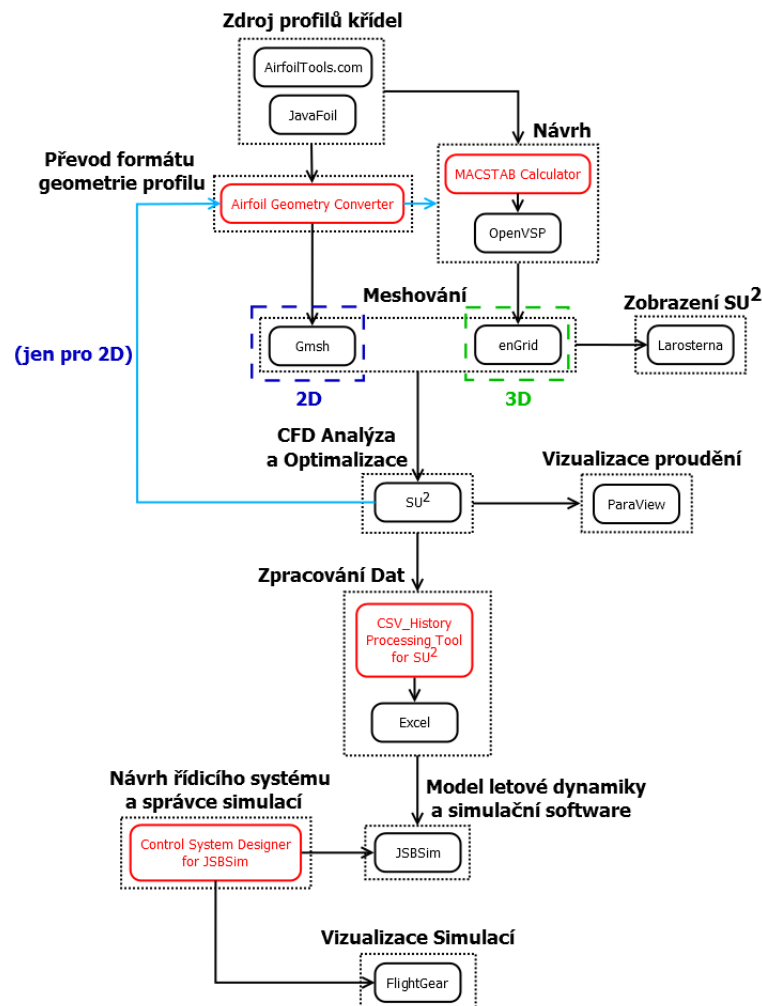 Zdroj profilů křídel
AirfoilTools.com
JavaFoil
Návrh
Převod formátu
geometrie profilu
MACSTAB Calculator
Airfoil Geometry Converter
OpenVSP
Meshování
Zobrazení SU²
(jen pro 2D)
Gmsh
enGrid
Larosterna
2D
3D
CFD Analýza
a Optimalizace
Vizualizace proudění
SU²
ParaView
Zpracování Dat
CSV_History
Processing Tool
for SU²
Excel
Návrh řídicího systému
a správce simulací
Model letové dynamiky
a simulační software
Control System Designer
for JSBSim
JSBSim
Vizualizace Simulací
FlightGear